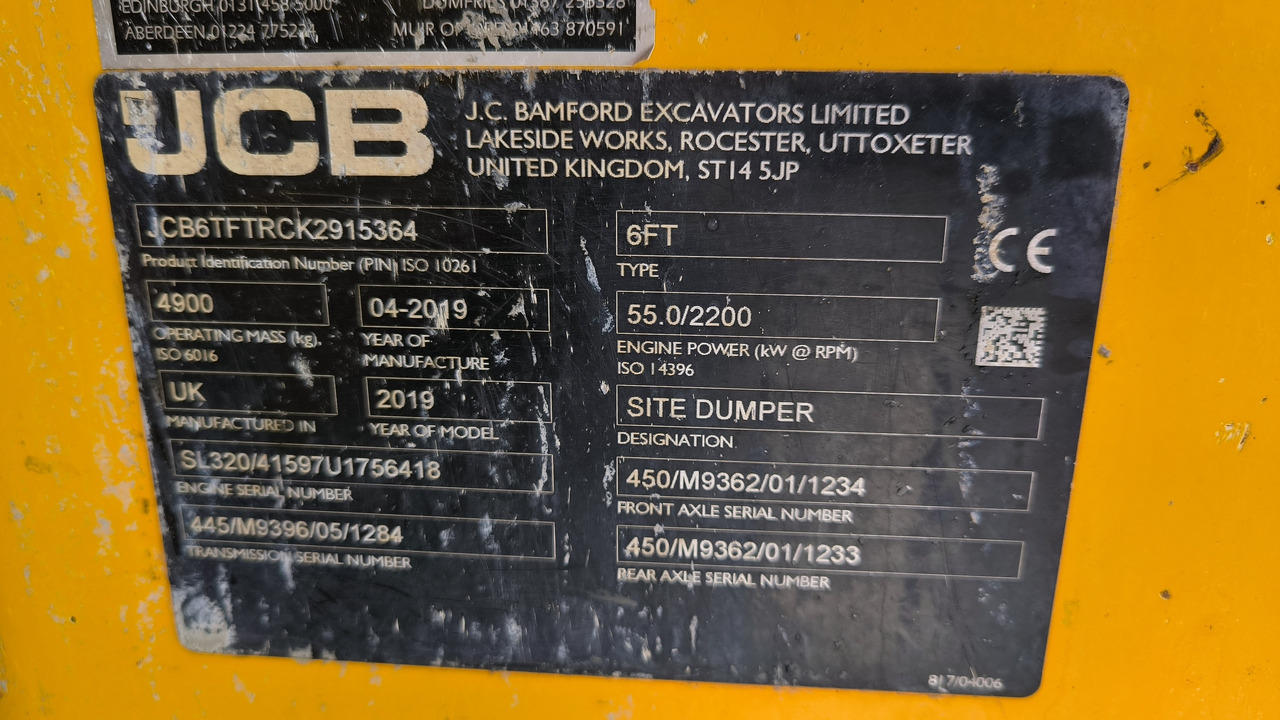 EDINBURGH 0131 458 5000
ABERDEEN 01224 775224 MUIR OF 870591
JCB
J.C. BAMFORD EXCAVATORS LIMITED
LAKESIDE WORKS, ROCESTER, UTTOXETER
UNITED KINGDOM, ST14 5JP
JCB6TFTRCK2915364
Product Identification Number (PIN) ISO 10261
6FT
TYPE
CE
4900
OPERATING MASS (kg).
ISO 6016
04-2019
YEAR OF
MANUFACTURE
55.0/2200
ENGINE POWER (kW @ RPM)
ISO 14396
UK
MANUFACTURED IN
2019
YEAR OF MODEL
SITE DUMPER
DESIGNATION
SL320/41597U1756418
ENGINE SERIAL NUMBER
450/M9362/01/1234
FRONT AXLE SERIAL NUMBER
445/M9396/05/1284
TRANSMISSION SERIAL NUMBER
450/M9362/01/1233
REAR AXLE SERIAL NUMBER
817/04006